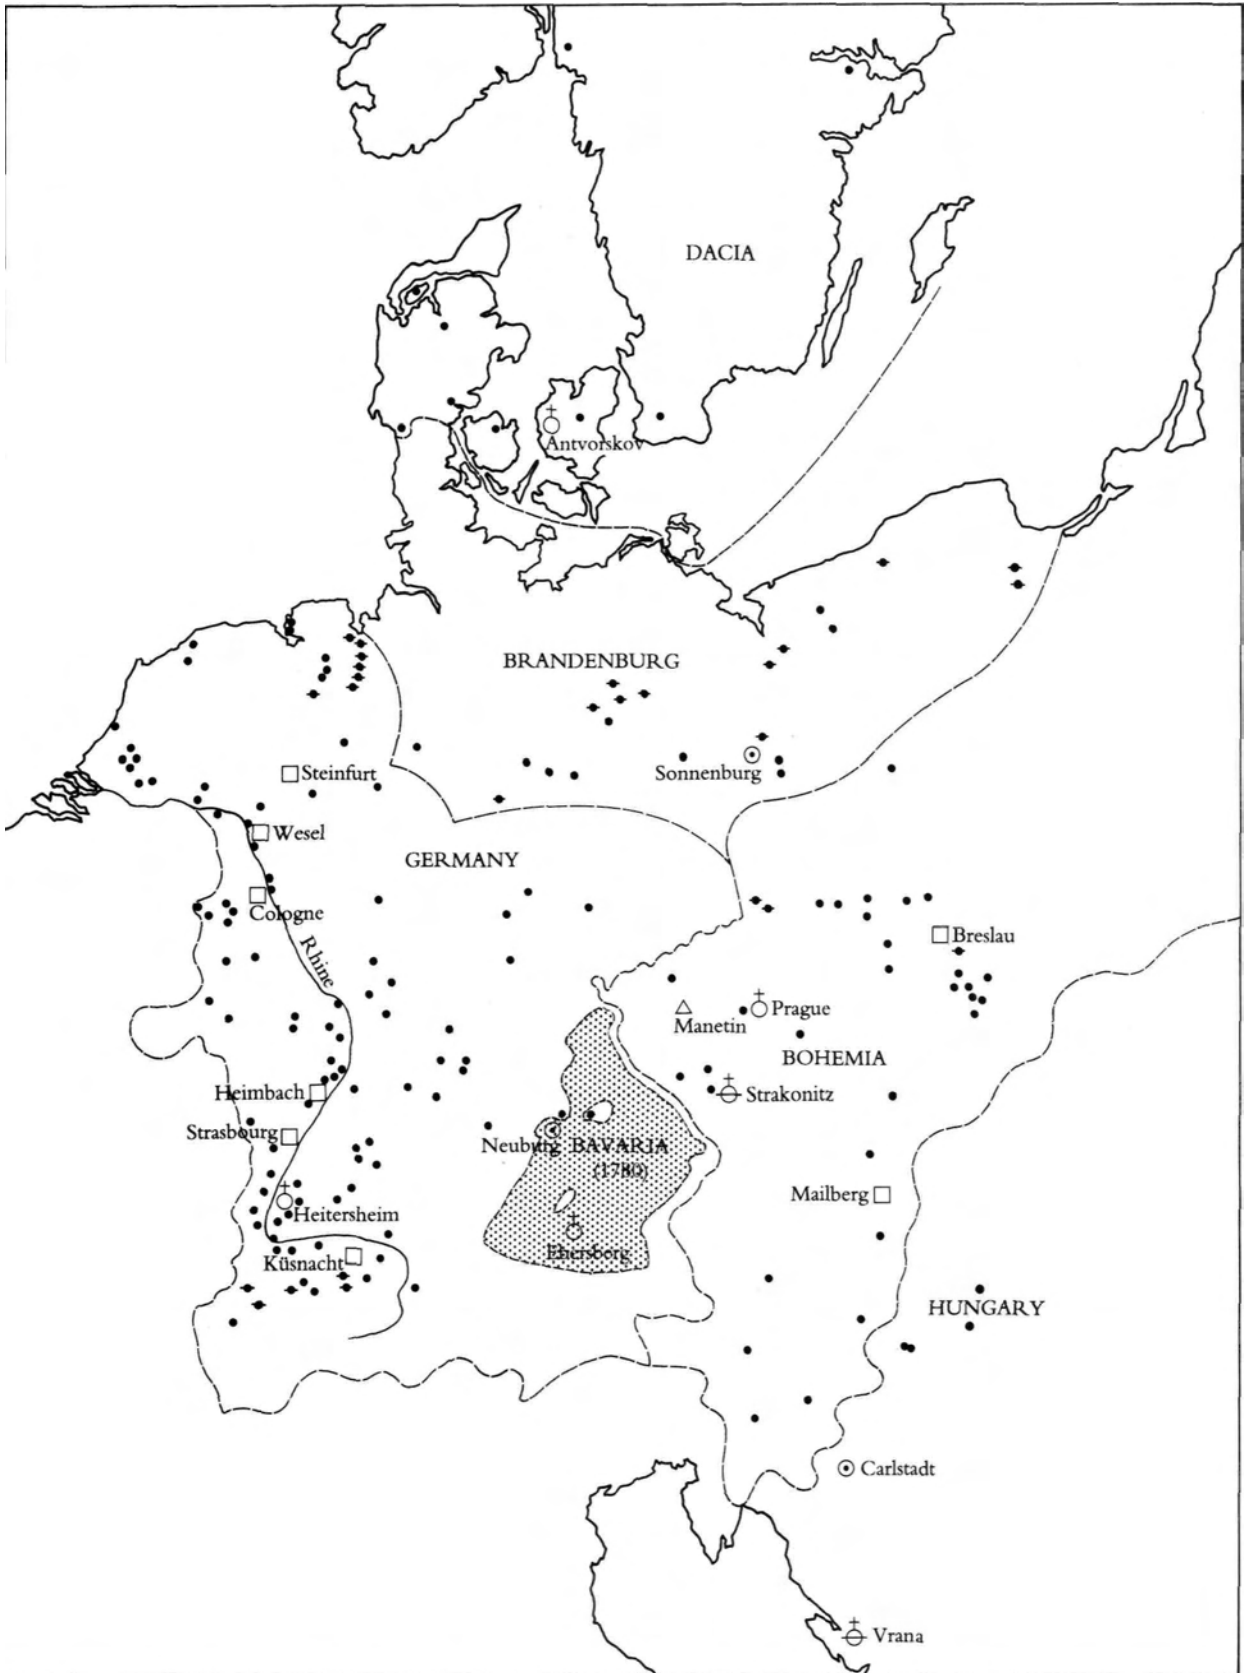 DACIA
Antvorskov
BRANDENBURG
Sonnenburg
Steinfurt
Wesel
GERMANY
Cologne
Rhine
Breslau
Manetin
Prague
BOHEMIA
Heimbach
Strakonitz
Strasbourg
Neuburg
BAVARIA
(1780)
Mailberg
Heitersheim
Ebersberg
Küsnacht
HUNGARY
Carlstadt
Vrana